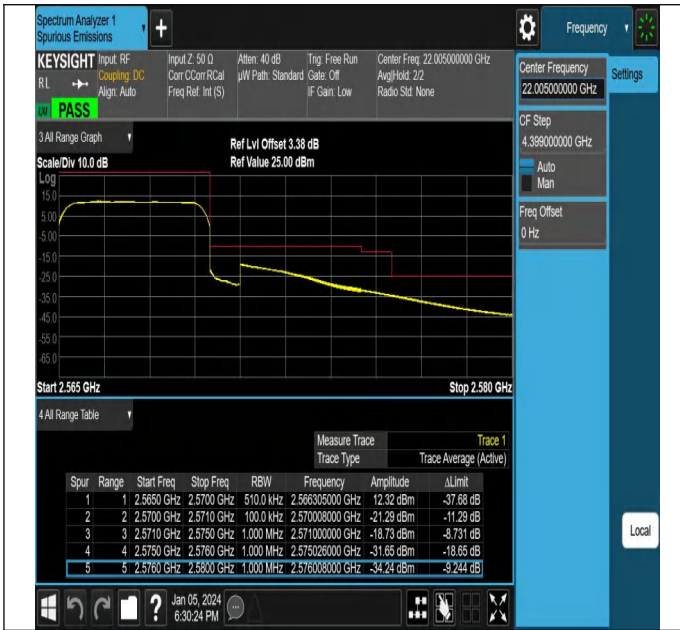 Spectrum Analyzer 1
Spurious Emissions
Frequency
KEYSIGHT Input: RF Input Z: 50 Ω Atten: 40 dB Trig: Free Run Center Freq: 22.005000000 GHz
Coupling: DC Corr CCorr RCal µW Path: Standard Gate: Off Avg|Hold: 2/2
RL Align: Auto Freq Ref: Int (S) IF Gain: Low Radio Std: None
PASS
Center Frequency
22.005000000 GHz
Settings
CF Step
4.399000000 GHz
Auto
Man
Freq Offset
0 Hz
Local
3 All Range Graph
Ref Lvl Offset 3.38 dB
Scale/Div 10.0 dB Ref Value 25.00 dBm
Log
15.0
5.00
-5.00
-15.0
-25.0
-35.0
-45.0
-55.0
-65.0
Start 2.565 GHz Stop 2.580 GHz
4 All Range Table
Measure Trace Trace 1
Trace Type Trace Average (Active)
Spur Range Start Freq Stop Freq RBW Frequency Amplitude ΔLimit
1 1 2.5650 GHz 2.5700 GHz 510.0 kHz 2.566305000 GHz 12.32 dBm -37.68 dB
2 2 2.5700 GHz 2.5710 GHz 100.0 kHz 2.570008000 GHz -21.29 dBm -11.29 dB
3 3 2.5710 GHz 2.5750 GHz 1.000 MHz 2.571000000 GHz -18.73 dBm -8.731 dB
4 4 2.5750 GHz 2.5760 GHz 1.000 MHz 2.575026000 GHz -31.65 dBm -18.65 dB
5 5 2.5760 GHz 2.5800 GHz 1.000 MHz 2.576008000 GHz -34.24 dBm -9.244 dB
Jan 05, 2024
6:30:24 PM